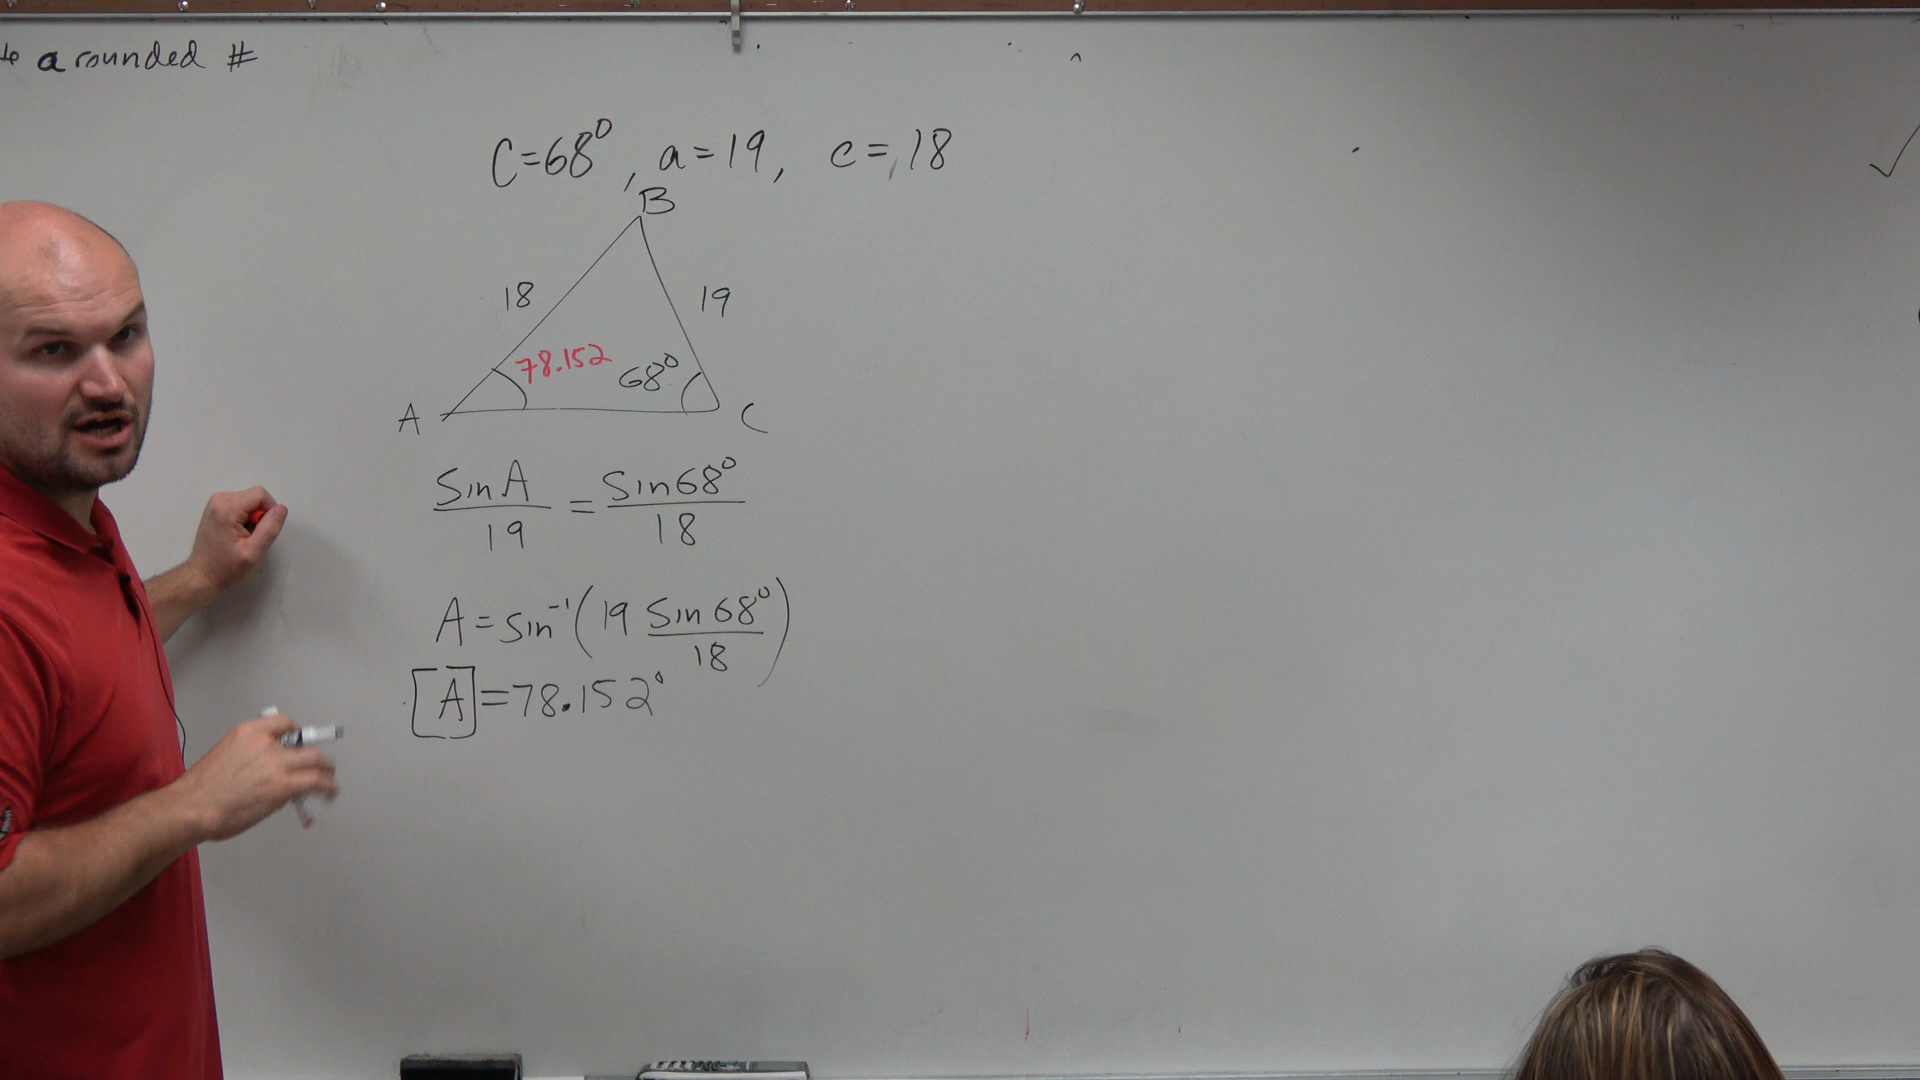 a rounded #
C=68°, a=19, c=18
B
18
19
78.152
68°
A
C
Sin A / 19 = Sin 68° / 18
A = sin⁻¹(19 Sin 68° / 18)
A = 78.152°